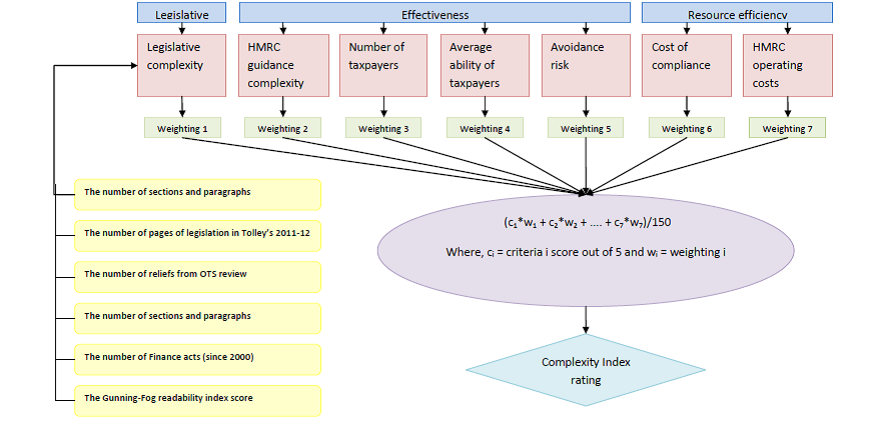 Legislative
Effectiveness
Resource efficiency
Legislative
complexity
HMRC
guidance
complexity
Number of
taxpayers
Average
ability of
taxpayers
Avoidance
risk
Cost of
compliance
HMRC
operating
costs
Weighting 1
Weighting 2
Weighting 3
Weighting 4
Weighting 5
Weighting 6
Weighting 7
The number of sections and paragraphs
The number of pages of legislation in Tolley's 2011-12
The number of reliefs from OTS review
The number of sections and paragraphs
The number of Finance acts (since 2000)
The Gunning-Fog readability index score
(c₁*w₁ + c₂*w₂ + .... + c₇*w₇)/150
Where, cᵢ = criteria i score out of 5 and wᵢ = weighting i
Complexity Index
rating